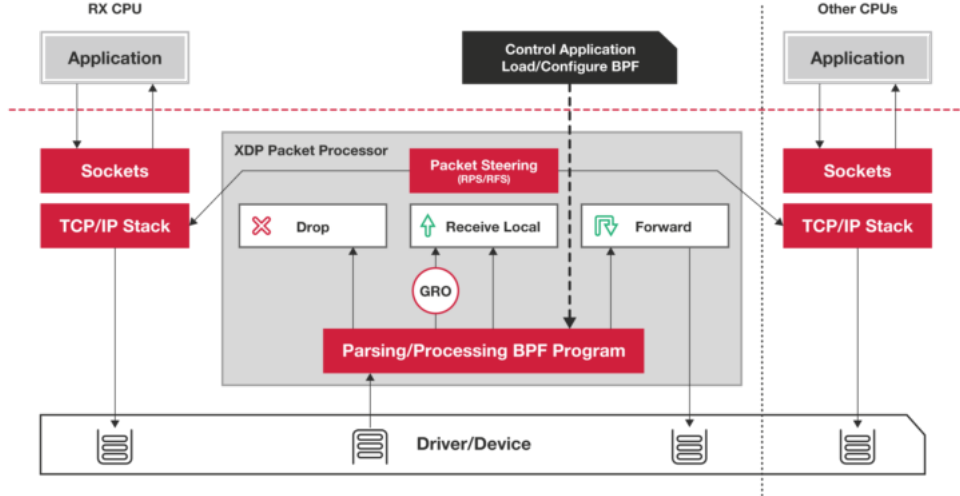 RX CPU
Other CPUs
Application
Control Application
Load/Configure BPF
Application
XDP Packet Processor
Sockets
Packet Steering
(RPS/RFS)
Sockets
TCP/IP Stack
Drop
Receive Local
Forward
TCP/IP Stack
GRO
Parsing/Processing BPF Program
Driver/Device